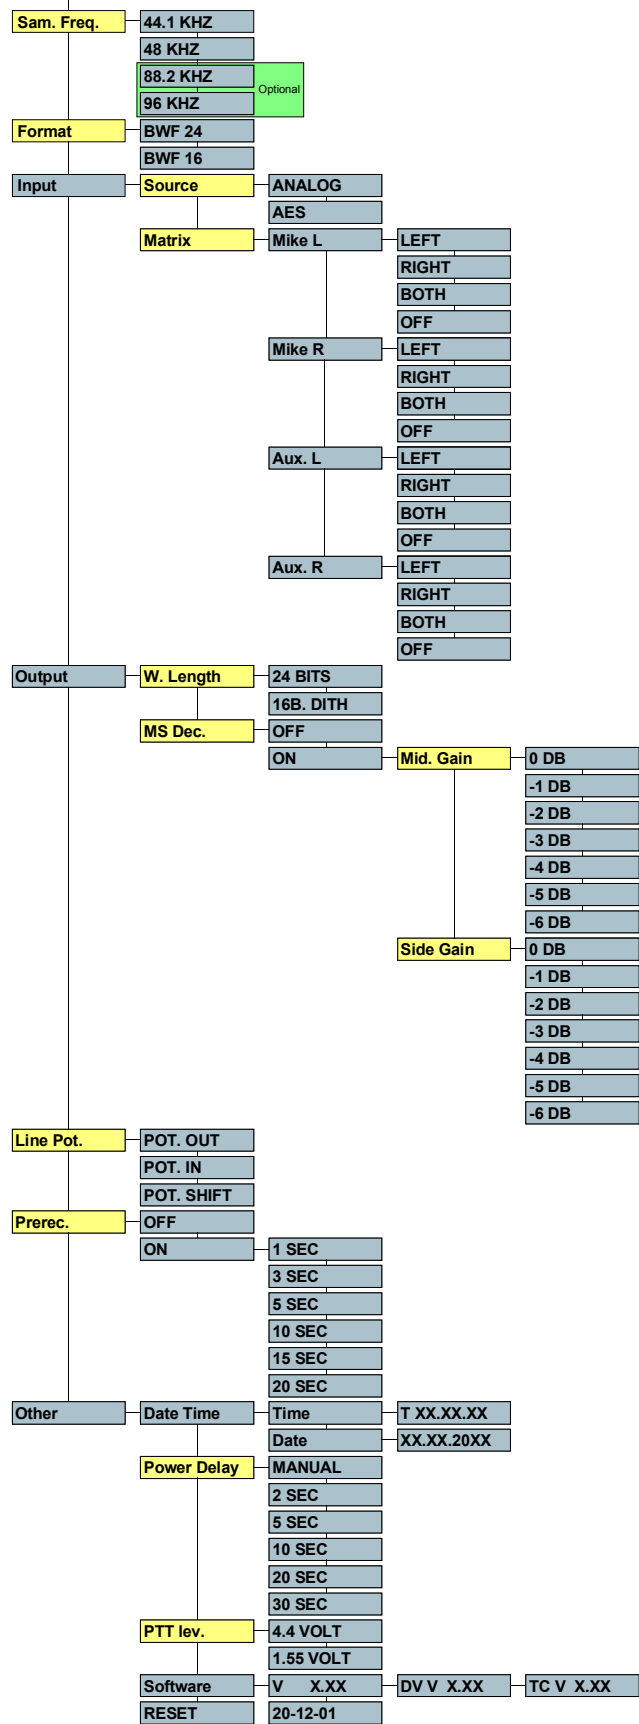 Sam. Freq. 44.1 KHZ
48 KHZ
88.2 KHZ Optional
96 KHZ
Format BWF 24
BWF 16
Input Source ANALOG
AES
Matrix Mike L LEFT
RIGHT
BOTH
OFF
Mike R LEFT
RIGHT
BOTH
OFF
Aux. L LEFT
RIGHT
BOTH
OFF
Aux. R LEFT
RIGHT
BOTH
OFF
Output W. Length 24 BITS
16B. DITH
MS Dec. OFF
ON Mid. Gain 0 DB
-1 DB
-2 DB
-3 DB
-4 DB
-5 DB
-6 DB
Side Gain 0 DB
-1 DB
-2 DB
-3 DB
-4 DB
-5 DB
-6 DB
Line Pot. POT. OUT
POT. IN
POT. SHIFT
Prerec. OFF
ON 1 SEC
3 SEC
5 SEC
10 SEC
15 SEC
20 SEC
Other Date Time Time T XX.XX.XX
Date XX.XX.20XX
Power Delay MANUAL
2 SEC
5 SEC
10 SEC
20 SEC
30 SEC
PTT lev. 4.4 VOLT
1.55 VOLT
Software V X.XX DV V X.XX TC V X.XX
RESET 20-12-01